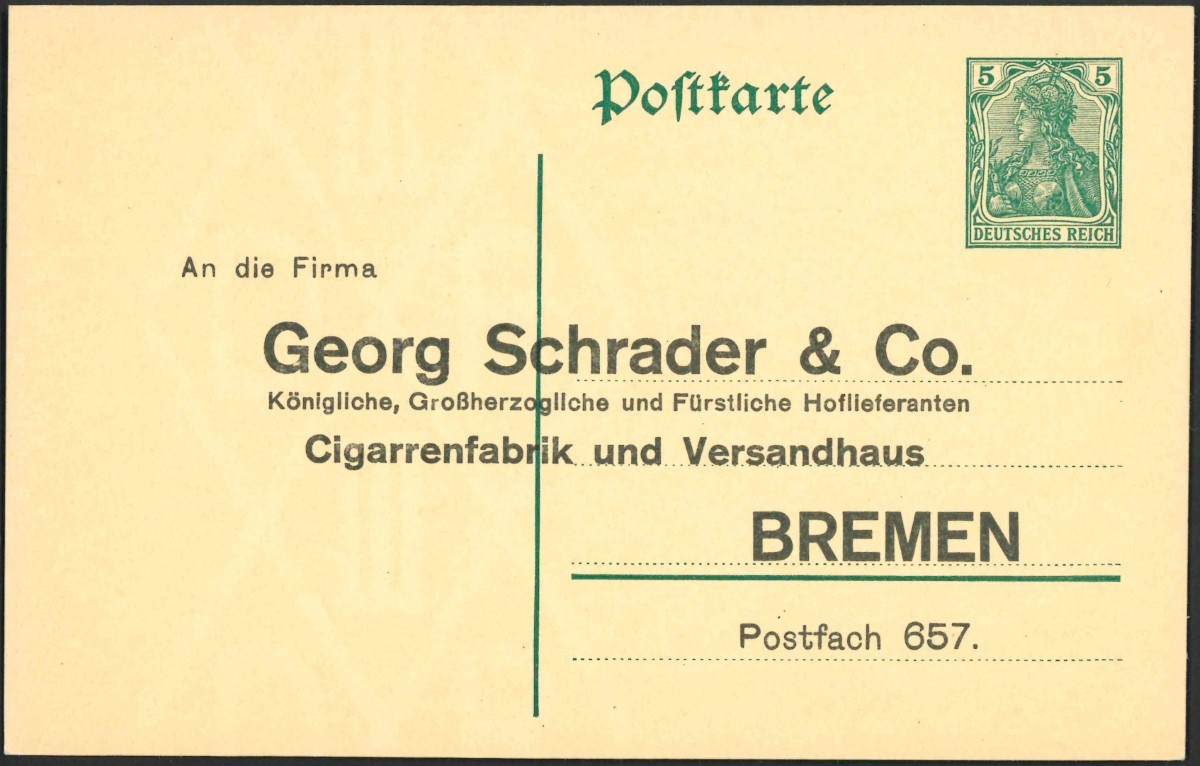 Postkarte
5 5
DEUTSCHES REICH
An die Firma
Georg Schrader & Co.
Königliche, Großherzogliche und Fürstliche Hoflieferanten
Cigarrenfabrik und Versandhaus
BREMEN
Postfach 657.